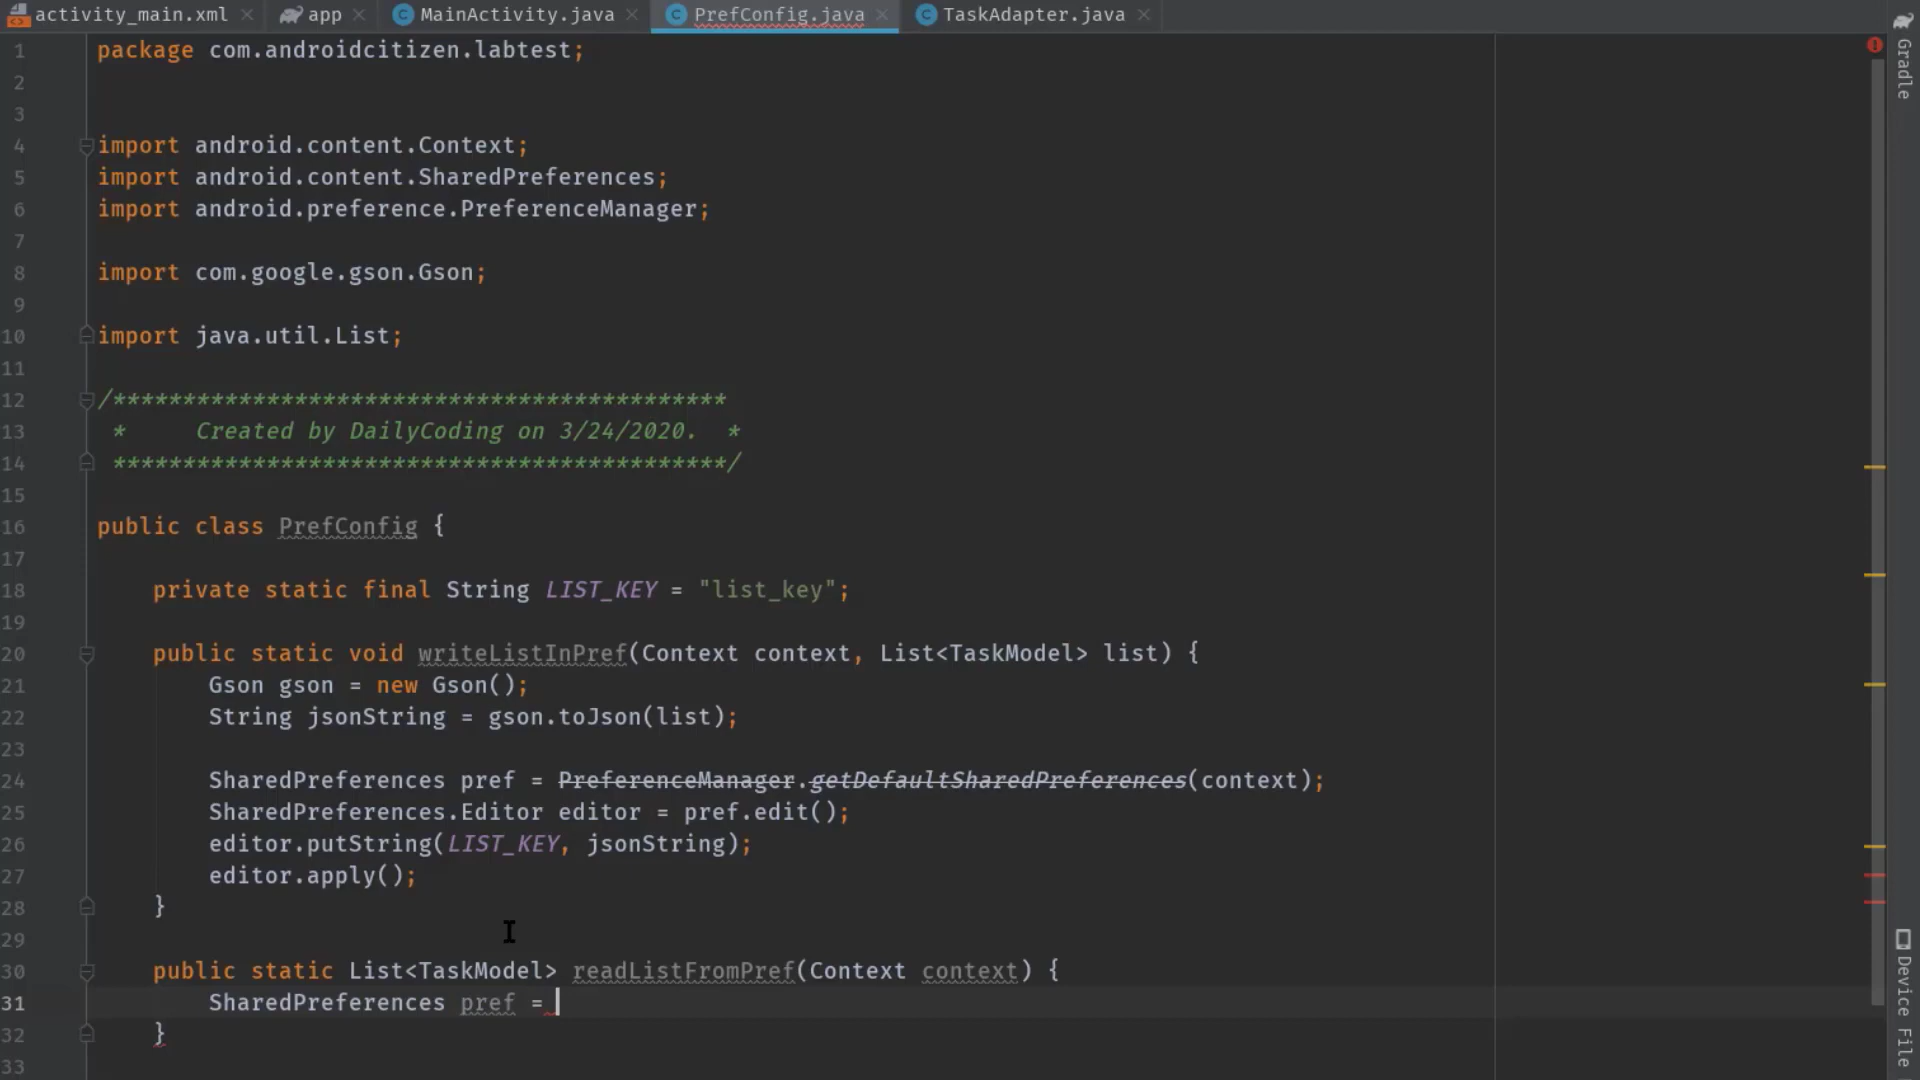 activity_main.xml app MainActivity.java PrefConfig.java TaskAdapter.java
1 package com.androidcitizen.labtest;
2
3
4 import android.content.Context;
5 import android.content.SharedPreferences;
6 import android.preference.PreferenceManager;
7
8 import com.google.gson.Gson;
9
10 import java.util.List;
11
12 /********************************************
13 * Created by DailyCoding on 3/24/2020. *
14 ********************************************/
15
16 public class PrefConfig {
17
18 private static final String LIST_KEY = "list_key";
19
20 public static void writeListInPref(Context context, List<TaskModel> list) {
21 Gson gson = new Gson();
22 String jsonString = gson.toJson(list);
23
24 SharedPreferences pref = PreferenceManager.getDefaultSharedPreferences(context);
25 SharedPreferences.Editor editor = pref.edit();
26 editor.putString(LIST_KEY, jsonString);
27 editor.apply();
28 }
29
30 public static List<TaskModel> readListFromPref(Context context) {
31 SharedPreferences pref =
32 }
33
Gradle
Device File